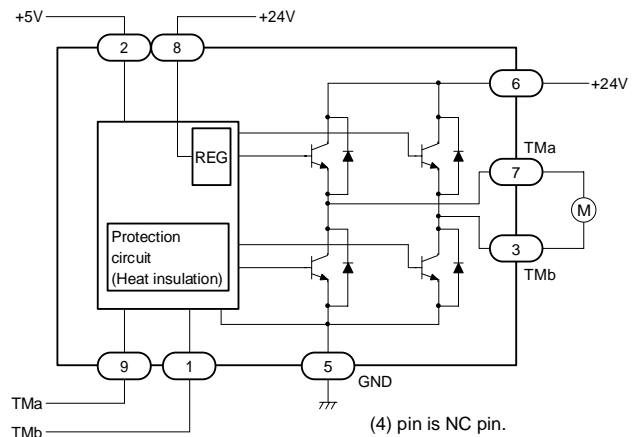 +5V
+24V
2
8
6
+24V
REG
TMa
7
M
Protection
circuit
(Heat insulation)
3
TMb
9
1
5
GND
TMa
TMb
(4) pin is NC pin.